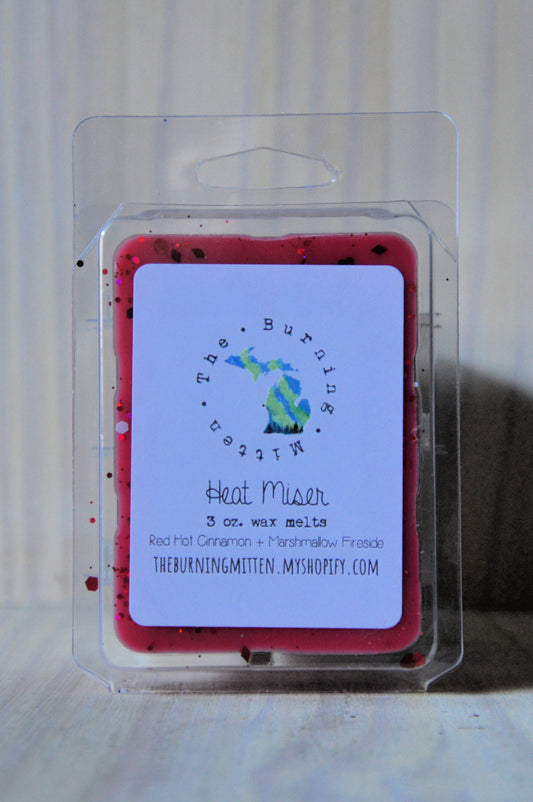 The • Burning • Mitten •
Heat Miser
3 oz. wax melts
Red Hot Cinnamon + Marshmallow Fireside
THEBURNINGMITTEN.MYSHOPIFY.COM